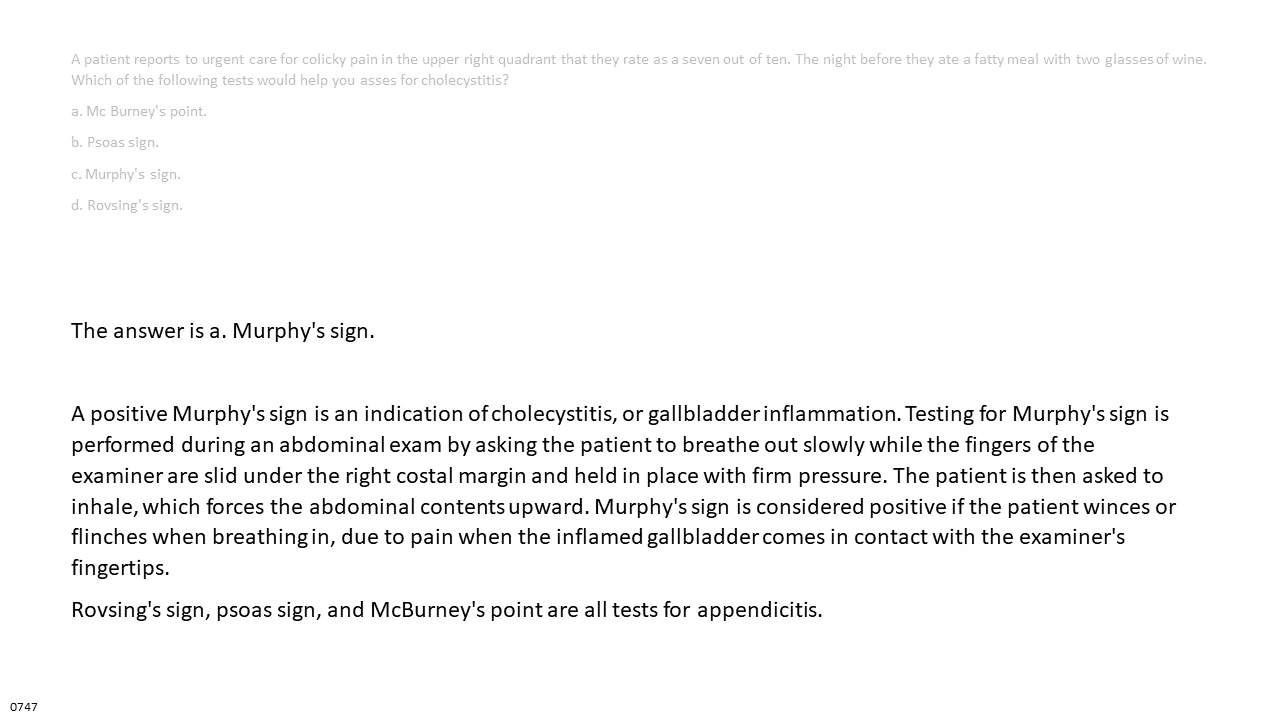 A patient reports to urgent care for colicky pain in the upper right quadrant that they rate as a seven out of ten. The night before they ate a fatty meal with two glasses of wine.
Which of the following tests would help you asses for cholecystitis?
a. Mc Burney's point.
b. Psoas sign.
c. Murphy's sign.
d. Rovsing's sign.
The answer is a. Murphy's sign.
A positive Murphy's sign is an indication of cholecystitis, or gallbladder inflammation. Testing for Murphy's sign is
performed during an abdominal exam by asking the patient to breathe out slowly while the fingers of the
examiner are slid under the right costal margin and held in place with firm pressure. The patient is then asked to
inhale, which forces the abdominal contents upward. Murphy's sign is considered positive if the patient winces or
flinches when breathing in, due to pain when the inflamed gallbladder comes in contact with the examiner's
fingertips.
Rovsing's sign, psoas sign, and McBurney's point are all tests for appendicitis.
0747